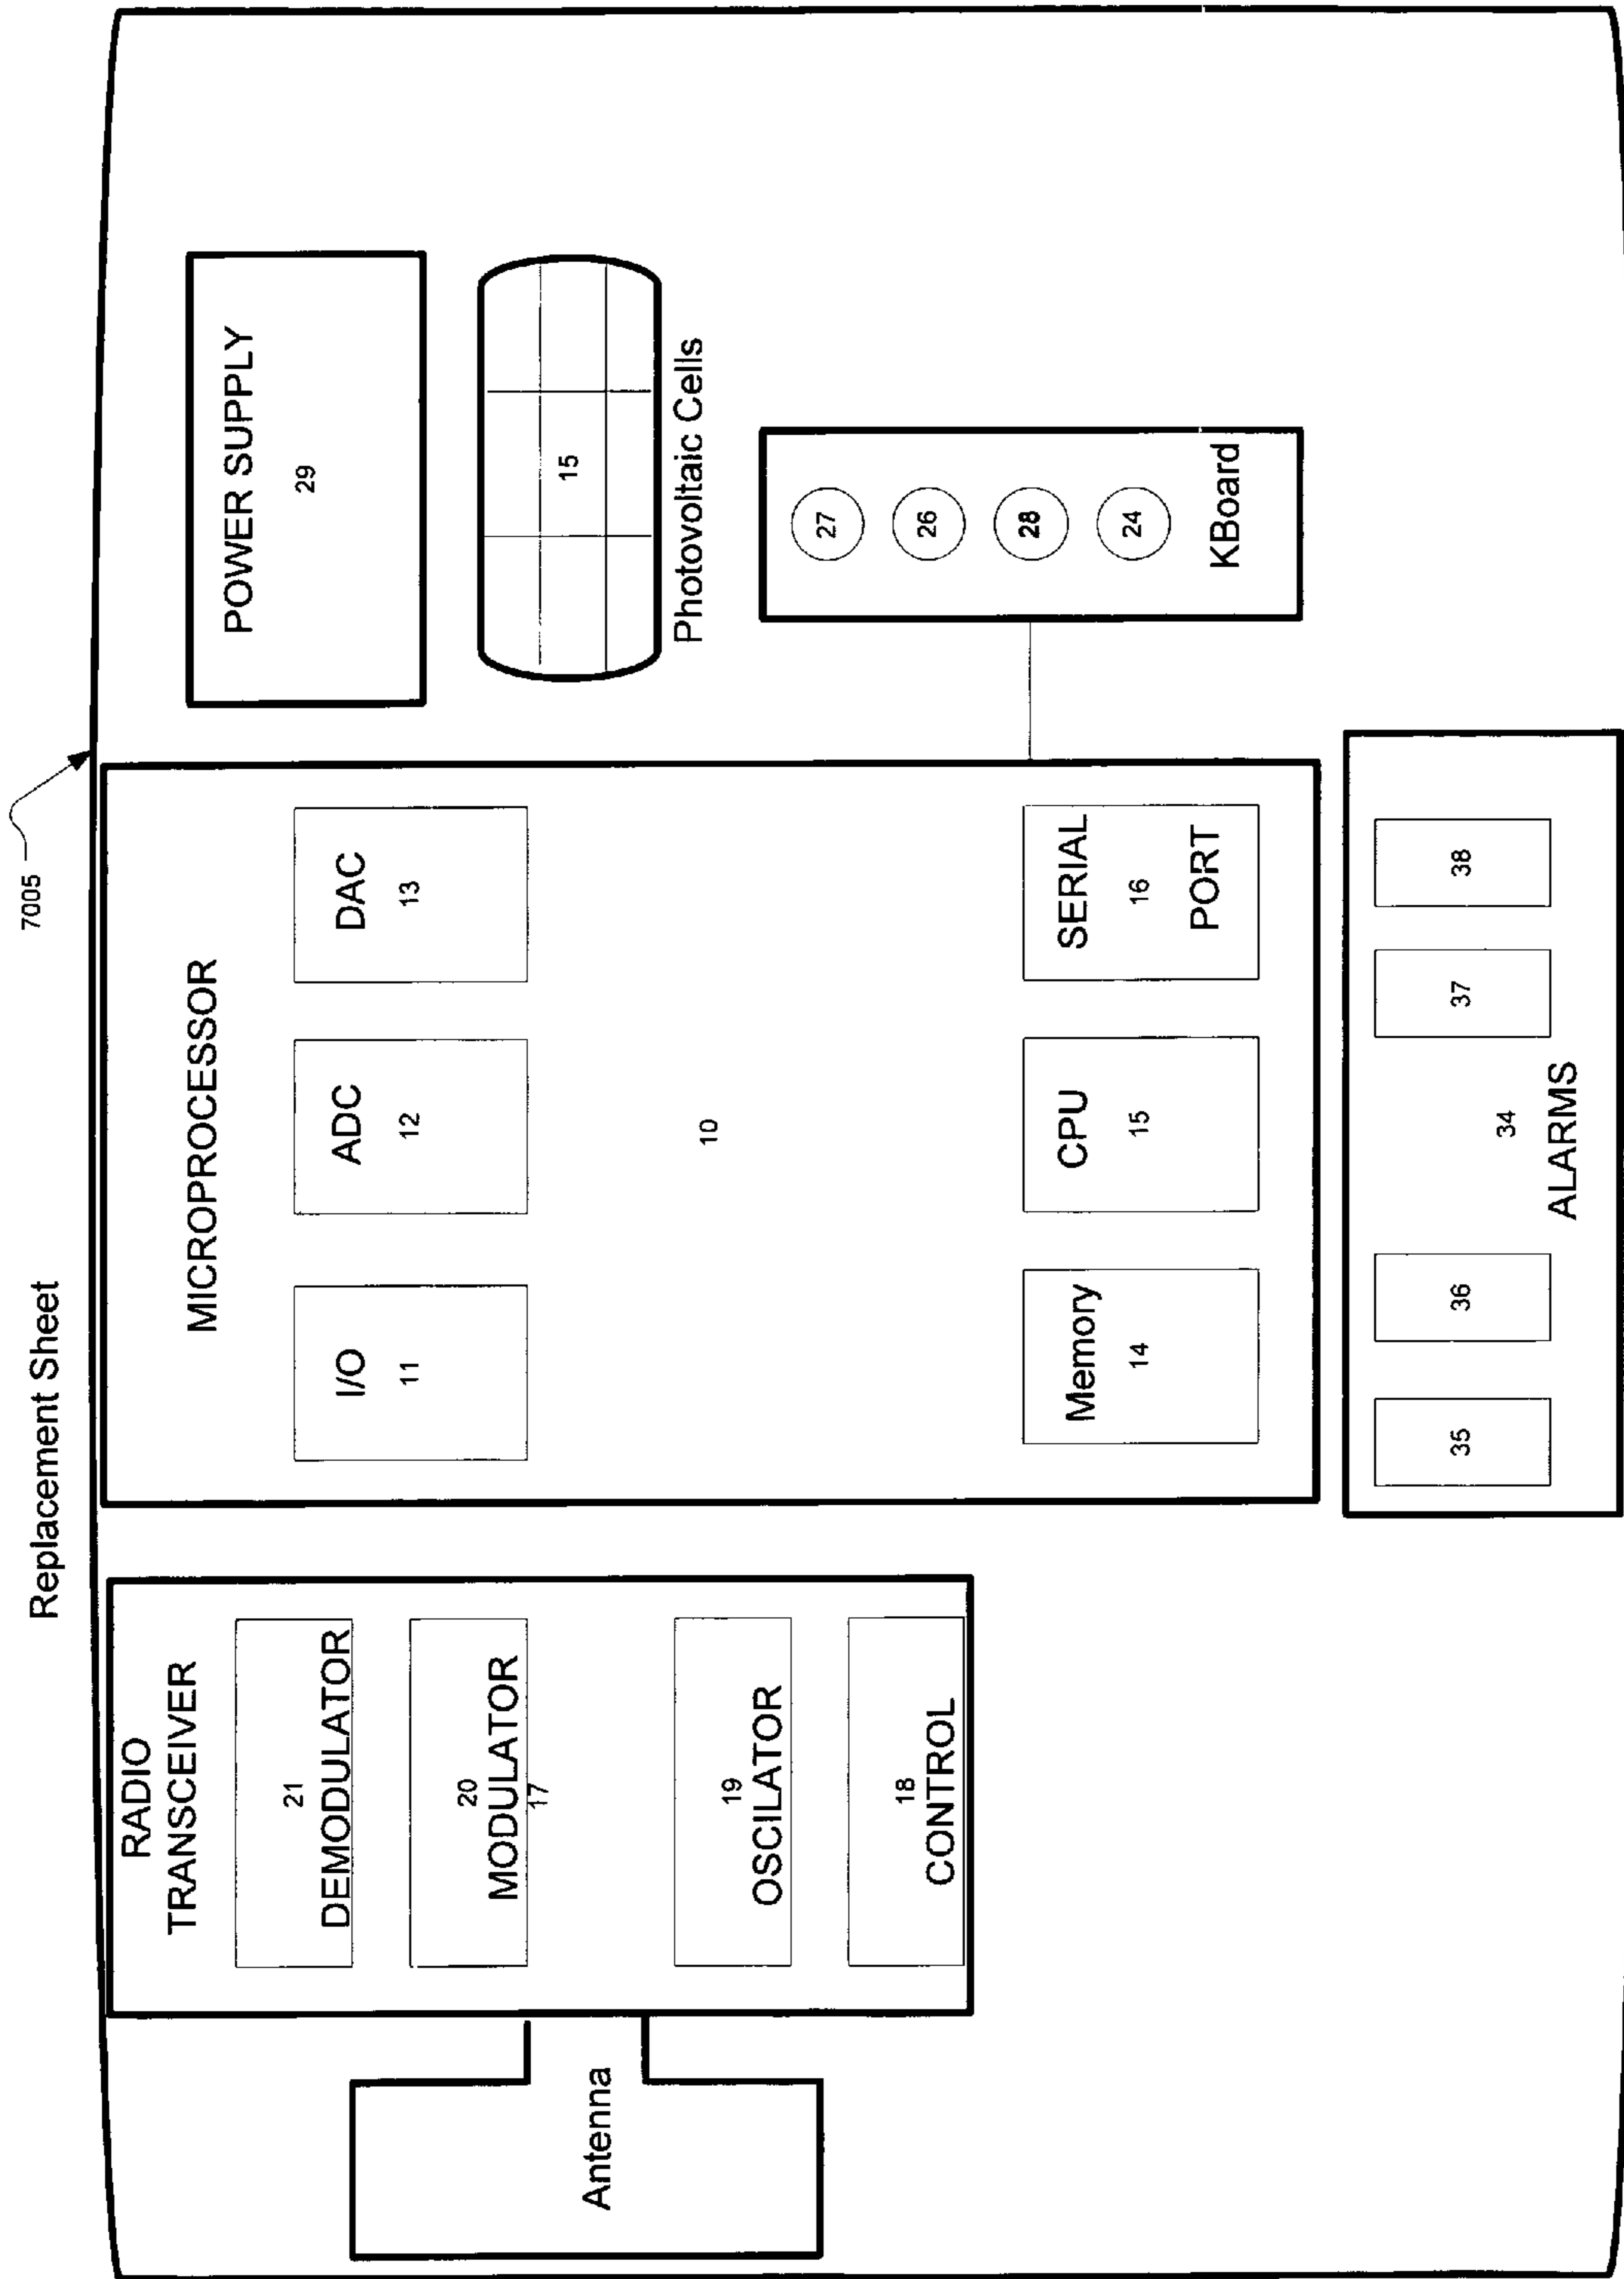 Replacement Sheet
7005
RADIO
TRANSCEIVER
21
DEMODULATOR
20
MODULATOR
17
19
OSCILATOR
18
CONTROL
Antenna
MICROPROCESSOR
I/O
11
ADC
12
DAC
13
10
Memory
14
CPU
15
SERIAL
16
PORT
POWER SUPPLY
29
15
Photovoltaic Cells
27
26
28
24
KBoard
35
36
37
38
34
ALARMS